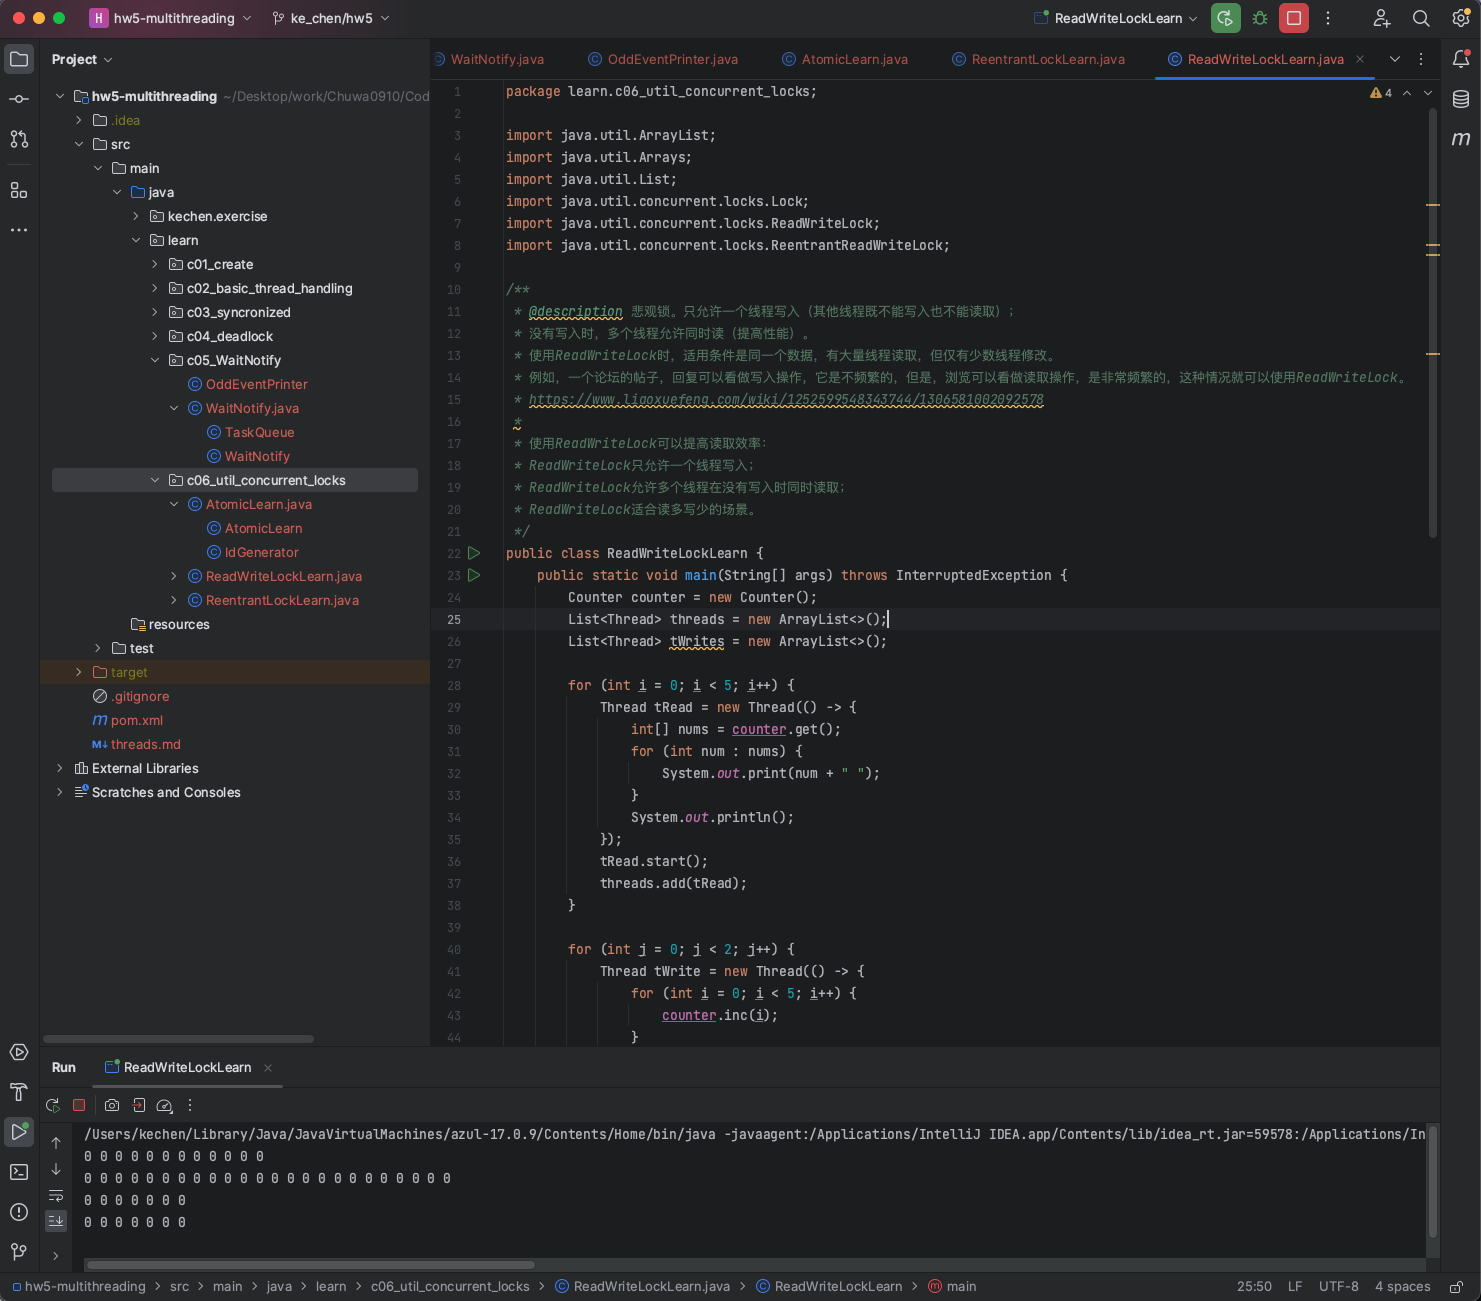 H hw5-multithreading ke_chen/hw5 ReadWriteLockLearn
Project
hw5-multithreading ~/Desktop/work/Chuwa0910/Cod
.idea
src
main
java
kechen.exercise
learn
c01_create
c02_basic_thread_handling
c03_syncronized
c04_deadlock
c05_WaitNotify
OddEventPrinter
WaitNotify.java
TaskQueue
WaitNotify
c06_util_concurrent_locks
AtomicLearn.java
AtomicLearn
IdGenerator
ReadWriteLockLearn.java
ReentrantLockLearn.java
resources
test
target
.gitignore
pom.xml
threads.md
External Libraries
Scratches and Consoles
WaitNotify.java OddEventPrinter.java AtomicLearn.java ReentrantLockLearn.java ReadWriteLockLearn.java
4
1 package learn.c06_util_concurrent_locks;
2
3 import java.util.ArrayList;
4 import java.util.Arrays;
5 import java.util.List;
6 import java.util.concurrent.locks.Lock;
7 import java.util.concurrent.locks.ReadWriteLock;
8 import java.util.concurrent.locks.ReentrantReadWriteLock;
9
10 /**
11 * @description 悲观锁。只允许一个线程写入（其他线程既不能写入也不能读取）；
12 * 没有写入时，多个线程允许同时读（提高性能）。
13 * 使用ReadWriteLock时，适用条件是同一个数据，有大量线程读取，但仅有少数线程修改。
14 * 例如，一个论坛的帖子，回复可以看做写入操作，它是不频繁的，但是，浏览可以看做读取操作，是非常频繁的，这种情况就可以使用ReadWriteLock。
15 * https://www.liaoxuefeng.com/wiki/1252599548343744/1306581002092578
16 *
17 * 使用ReadWriteLock可以提高读取效率：
18 * ReadWriteLock只允许一个线程写入；
19 * ReadWriteLock允许多个线程在没有写入时同时读取；
20 * ReadWriteLock适合读多写少的场景。
21 */
22 public class ReadWriteLockLearn {
23 public static void main(String[] args) throws InterruptedException {
24 Counter counter = new Counter();
25 List<Thread> threads = new ArrayList<>();
26 List<Thread> tWrites = new ArrayList<>();
27
28 for (int i = 0; i < 5; i++) {
29 Thread tRead = new Thread(() -> {
30 int[] nums = counter.get();
31 for (int num : nums) {
32 System.out.print(num + " ");
33 }
34 System.out.println();
35 });
36 tRead.start();
37 threads.add(tRead);
38 }
39
40 for (int j = 0; j < 2; j++) {
41 Thread tWrite = new Thread(() -> {
42 for (int i = 0; i < 5; i++) {
43 counter.inc(i);
44 }
Run ReadWriteLockLearn
/Users/kechen/Library/Java/JavaVirtualMachines/azul-17.0.9/Contents/Home/bin/java -javaagent:/Applications/IntelliJ IDEA.app/Contents/lib/idea_rt.jar=59578:/Applications/In
0 0 0 0 0 0 0 0 0 0 0 0
0 0 0 0 0 0 0 0 0 0 0 0 0 0 0 0 0 0 0 0 0 0 0 0
0 0 0 0 0 0 0
0 0 0 0 0 0 0
hw5-multithreading > src > main > java > learn > c06_util_concurrent_locks > ReadWriteLockLearn.java > ReadWriteLockLearn > main 25:50 LF UTF-8 4 spaces